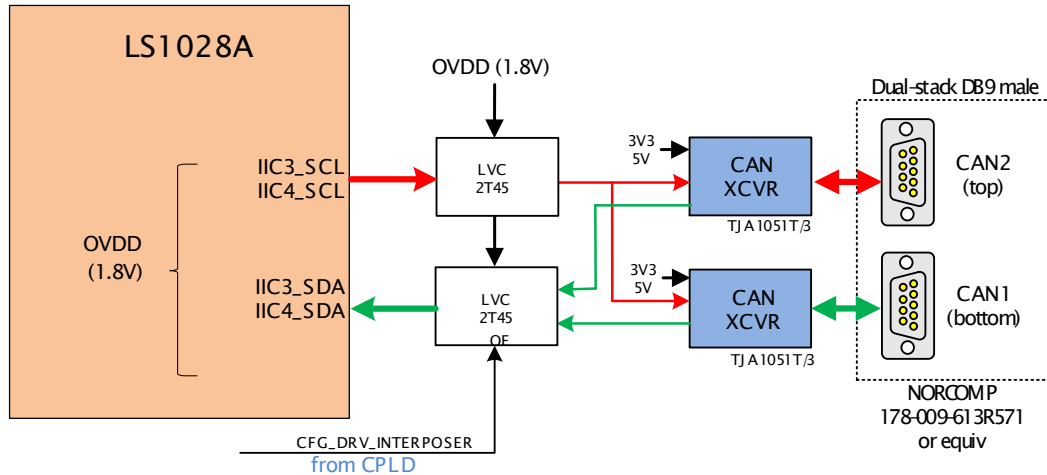 LS1028A
OVDD (1.8V)
Dual-stack DB9 male
IIC3_SCL
IIC4_SCL
LVC
2T45
3V3
5V
CAN
XCVR
TJA1051T/3
CAN2
(top)
OVDD
(1.8V)
IIC3_SDA
IIC4_SDA
LVC
2T45
OE
3V3
5V
CAN
XCVR
TJA1051T/3
CAN1
(bottom)
NORCOMP
178-009-613R571
or equiv
CFG_DRV_INTERPOSER
from CPLD